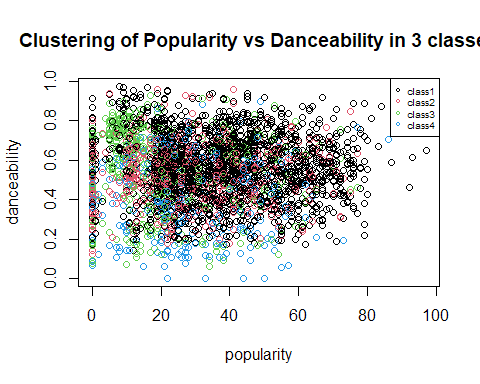 Clustering of Popularity vs Danceability in 3 classe
class1
class2
class3
class4
danceability
1.0
0.8
0.6
0.4
0.2
0.0
0
20
40
60
80
100
popularity